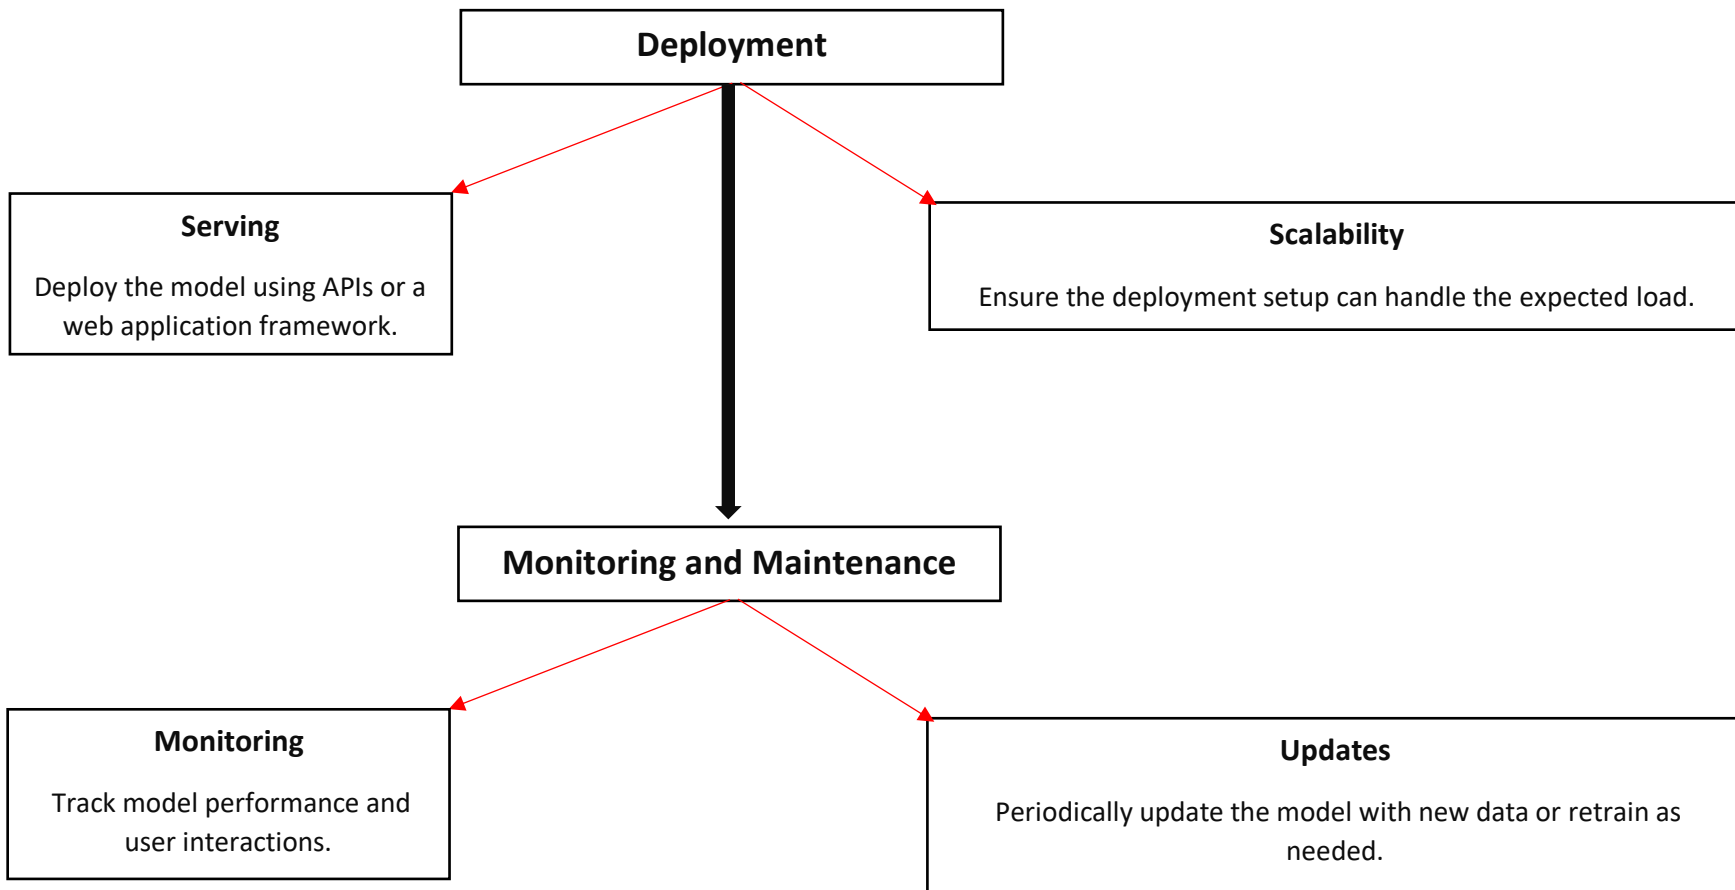 Deployment
Serving
Deploy the model using APIs or a
web application framework.
Scalability
Ensure the deployment setup can handle the expected load.
Monitoring and Maintenance
Monitoring
Track model performance and
user interactions.
Updates
Periodically update the model with new data or retrain as
needed.